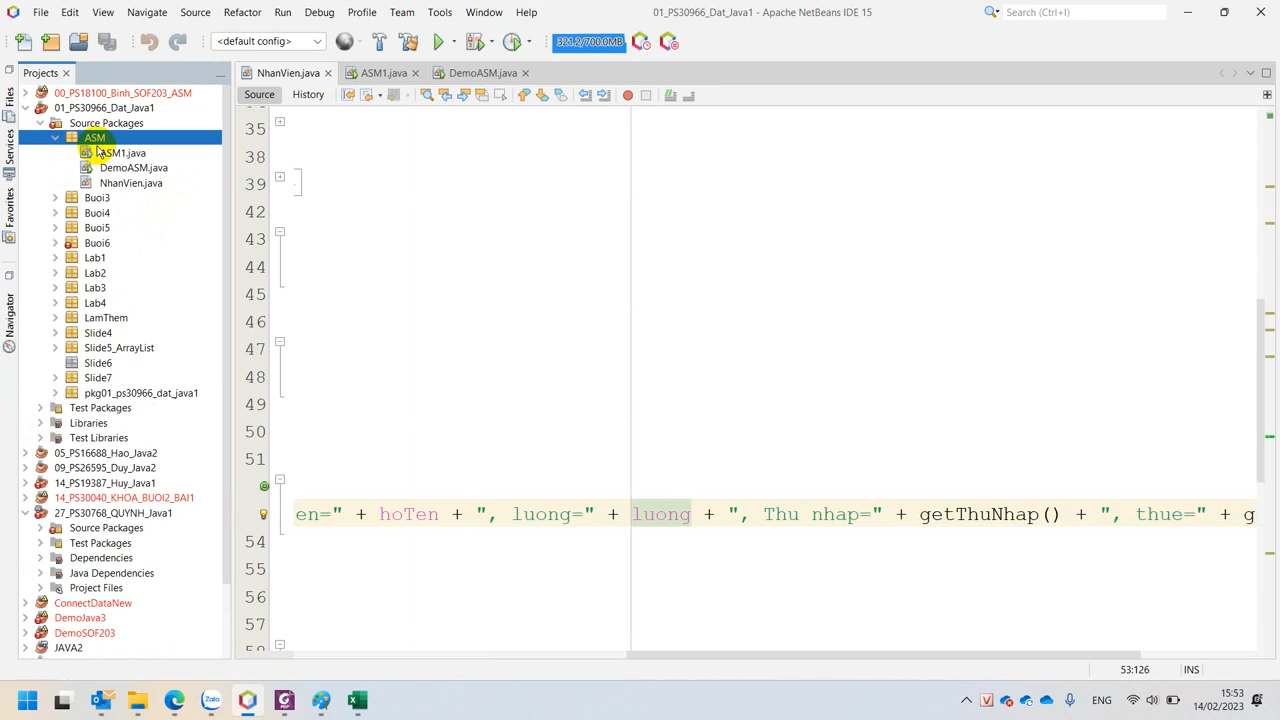 File Edit View Navigate Source Refactor Run Debug Profile Team Tools Window Help
01_PS30966_Dat_Java1 - Apache NetBeans IDE 15
Search (Ctrl+I)
<default config>
321.2/700.0MB
Projects
NhanVien.java
ASM1.java
DemoASM.java
Source History
Files
Services
Favorites
Navigator
00_PS18100_Binh_SOF203_ASM
01_PS30966_Dat_Java1
Source Packages
ASM
ASM1.java
DemoASM.java
NhanVien.java
Buoi3
Buoi4
Buoi5
Buoi6
Lab1
Lab2
Lab3
Lab4
LamThem
Slide4
Slide5_ArrayList
Slide6
Slide7
pkg01_ps30966_dat_java1
Test Packages
Libraries
Test Libraries
05_PS16688_Hao_Java2
09_PS26595_Duy_Java2
14_PS19387_Huy_Java1
14_PS30040_KHOA_BUOI2_BAI1
27_PS30768_QUYNH_Java1
Source Packages
Test Packages
Dependencies
Java Dependencies
Project Files
ConnectDataNew
DemoJava3
DemoSOF203
JAVA2
35
38
39
42
43
44
45
46
47
48
49
50
51
en=" + hoTen + ", luong=" + luong + ", Thu nhap=" + getThuNhap() + ", thue=" + g
54
55
56
57
53:126 INS
Zalo
ENG
15:53
14/02/2023